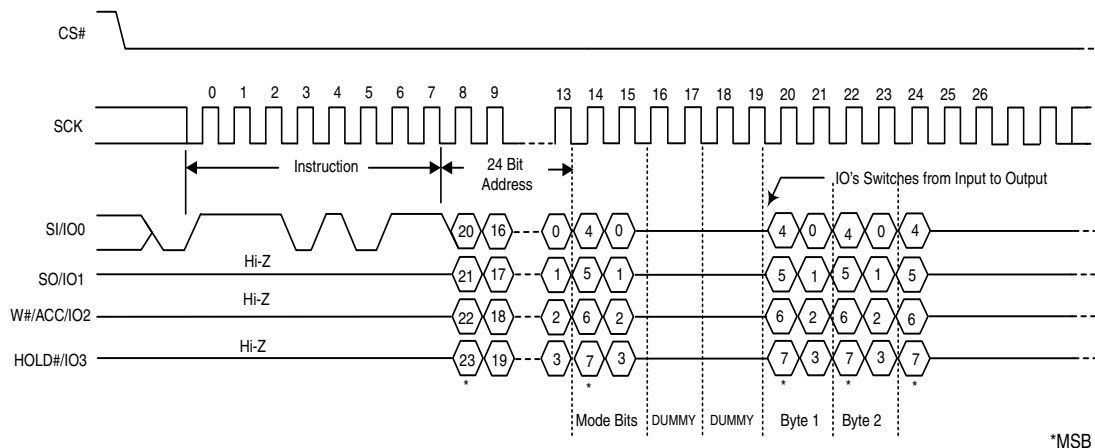 CS#
0 1 2 3 4 5 6 7 8 9 13 14 15 16 17 18 19 20 21 22 23 24 25 26
SCK
Instruction
24 Bit
Address
IO's Switches from Input to Output
SI/IO0 20 16 0 4 0 4 0 4 0 4
Hi-Z
SO/IO1 21 17 1 5 1 5 1 5 1 5
Hi-Z
W#/ACC/IO2 22 18 2 6 2 6 2 6 2 6
Hi-Z
HOLD#/IO3 23 19 3 7 3 7 3 7 3 7
* * * * *
Mode Bits DUMMY DUMMY Byte 1 Byte 2
*MSB